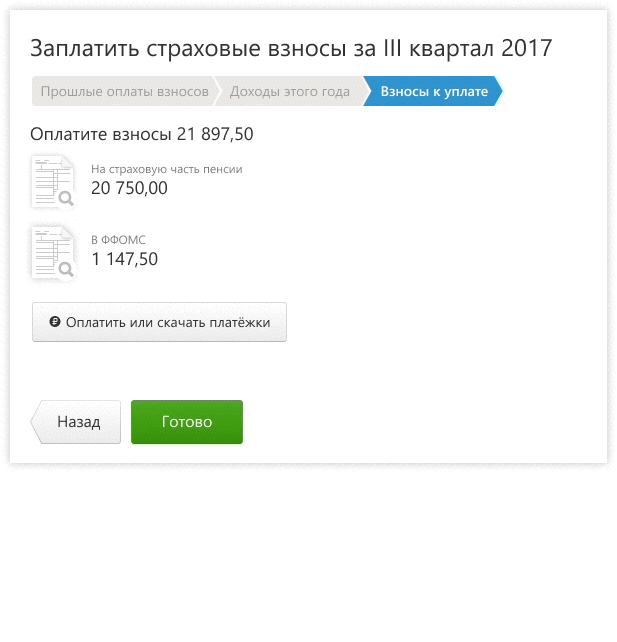 Заплатить страховые взносы за III квартал 2017
Прошлые оплаты взносов Доходы этого года Взносы к уплате
Оплатите взносы 21 897,50
На страховую часть пенсии
20 750,00
В ФФОМС
1 147,50
Оплатить или скачать платёжки
Назад Готово